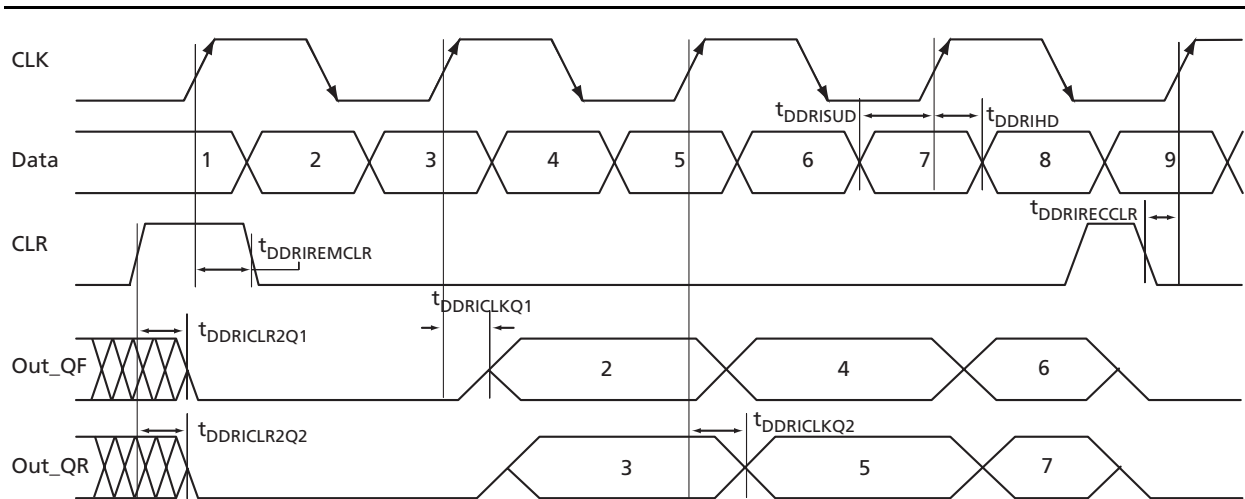 CLK
tDDRISUD
tDDRIHD
Data
1 2 3 4 5 6 7 8 9
tDDRIRECCLR
CLR
tDDRIREMCLR
tDDRICLKQ1
tDDRICLR2Q1
Out_QF
2 4 6
tDDRICLR2Q2
tDDRICLKQ2
Out_QR
3 5 7